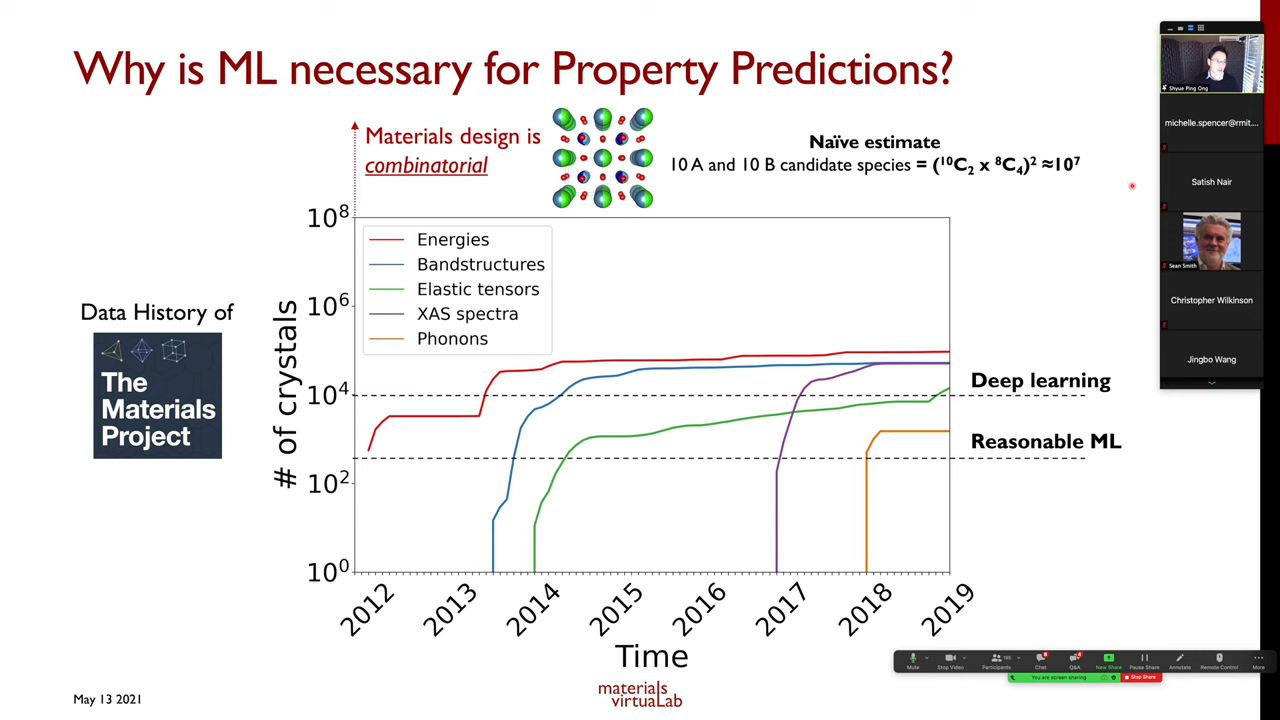 Why is ML necessary for Property Predictions?
Materials design is
combinatorial
Naïve estimate
10 A and 10 B candidate species = (¹⁰C₂ x ⁸C₄)² ≈10⁷
Data History of
The
Materials
Project
# of crystals
10⁸
10⁶
10⁴
10²
10⁰
Energies
Bandstructures
Elastic tensors
XAS spectra
Phonons
Deep learning
Reasonable ML
2012
2013
2014
2015
2016
2017
2018
2019
Time
May 13 2021
materials
virtuaLab
Shyue Ping Ong
michelle.spencer@rmit....
Satish Nair
Sean Smith
Christopher Wilkinson
Jingbo Wang
Mute
Stop Video
Participants
Chat
Q&A
New Share
Pause Share
Annotate
Remote Control
More
You are screen sharing
Stop Share